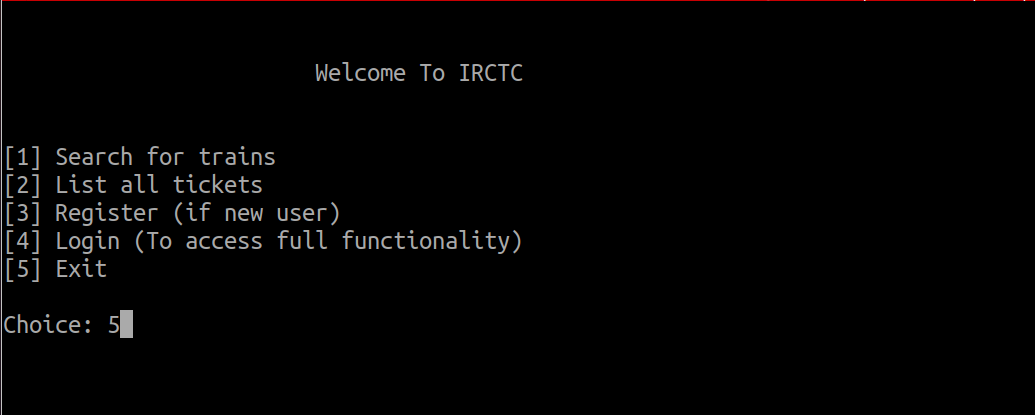 Welcome To IRCTC
[1] Search for trains
[2] List all tickets
[3] Register (if new user)
[4] Login (To access full functionality)
[5] Exit
Choice: 5